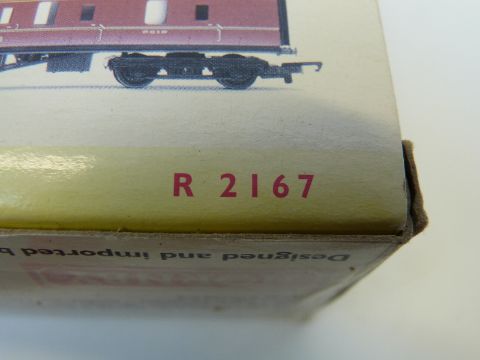 R 2167
Designed and imported b